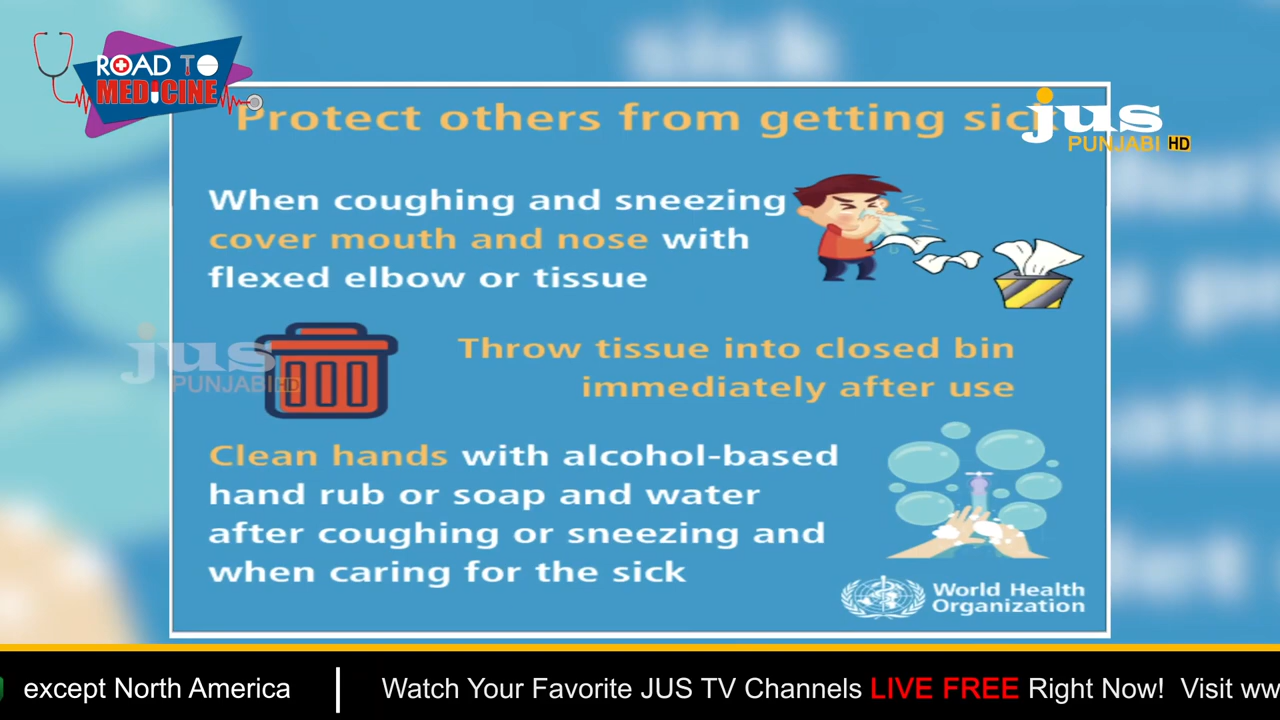 ROAD TO
MEDICINE
jus
PUNJABI HD
Protect others from getting sick
When coughing and sneezing
cover mouth and nose with
flexed elbow or tissue
jus
PUNJABI HD
Throw tissue into closed bin
immediately after use
Clean hands with alcohol-based
hand rub or soap and water
after coughing or sneezing and
when caring for the sick
World Health
Organization
except North America | Watch Your Favorite JUS TV Channels LIVE FREE Right Now! Visit ww